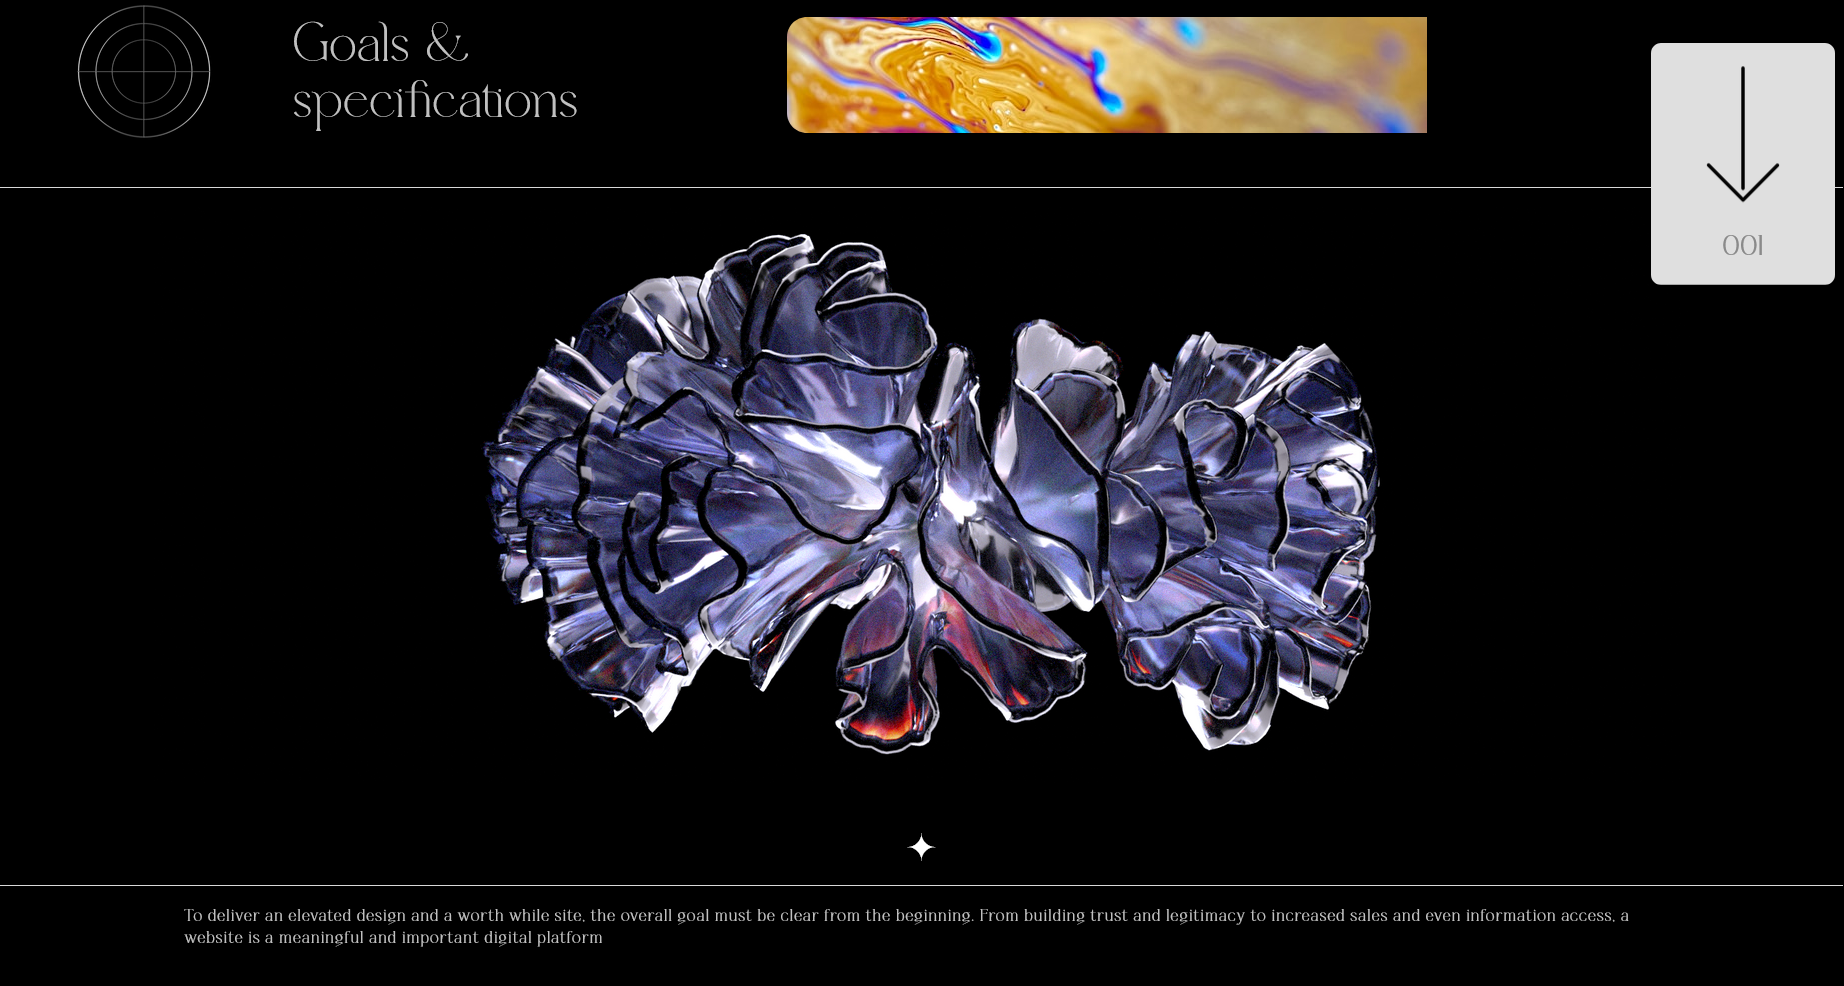 Goals &
specifications
001
To deliver an elevated design and a worth while site, the overall goal must be clear from the beginning. From building trust and legitimacy to increased sales and even information access, a
website is a meaningful and important digital platform